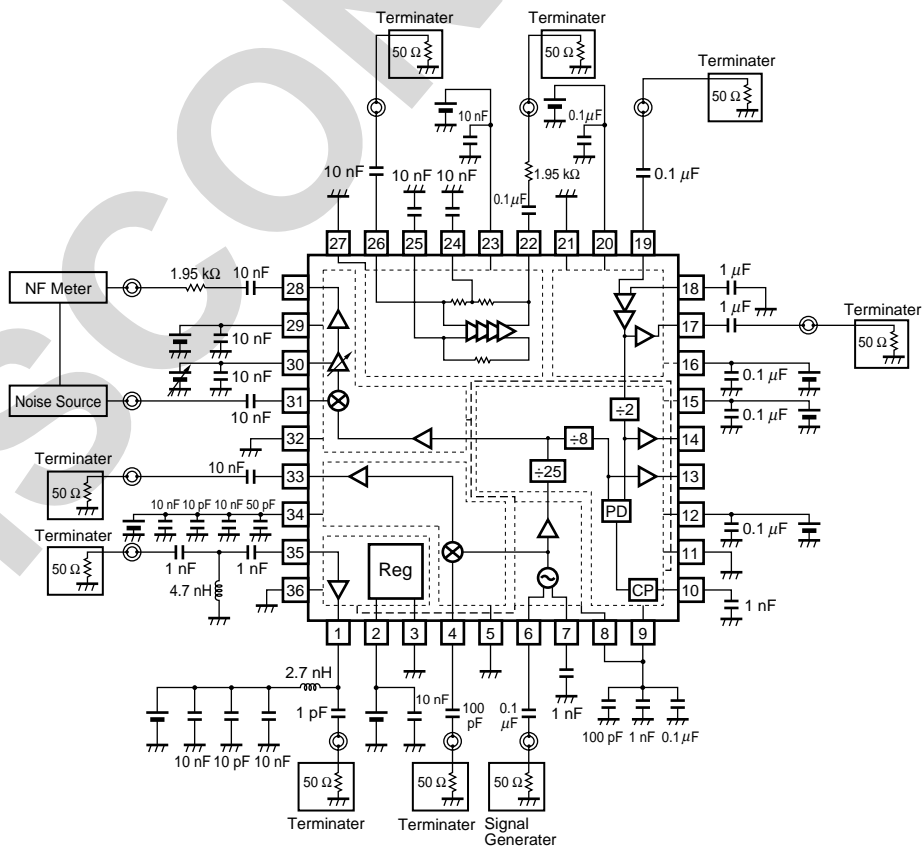 Terminater
50 Ω
Terminater
50 Ω
Terminater
50 Ω
10 nF
0.1 µF
10 nF
10 nF
10 nF
1.95 kΩ
0.1 µF
0.1 µF
27
26
25
24
23
22
21
20
19
NF Meter
1.95 kΩ
10 nF
28
29
10 nF
30
10 nF
Noise Source
31
10 nF
32
Terminater
50 Ω
10 nF
33
34
10 nF
10 pF
10 nF
50 pF
Terminater
50 Ω
1 nF
1 nF
35
4.7 nH
36
18
1 µF
17
1 µF
Terminater
50 Ω
16
0.1 µF
15
0.1 µF
14
13
12
0.1 µF
11
10
1 nF
÷2
÷8
÷25
PD
CP
Reg
1
2
3
4
5
6
7
8
9
2.7 nH
1 pF
10 nF
10 pF
10 nF
10 nF
100 pF
0.1 µF
1 nF
100 pF
1 nF
0.1 µF
50 Ω
Terminater
50 Ω
Terminater
50 Ω
Signal
Generater